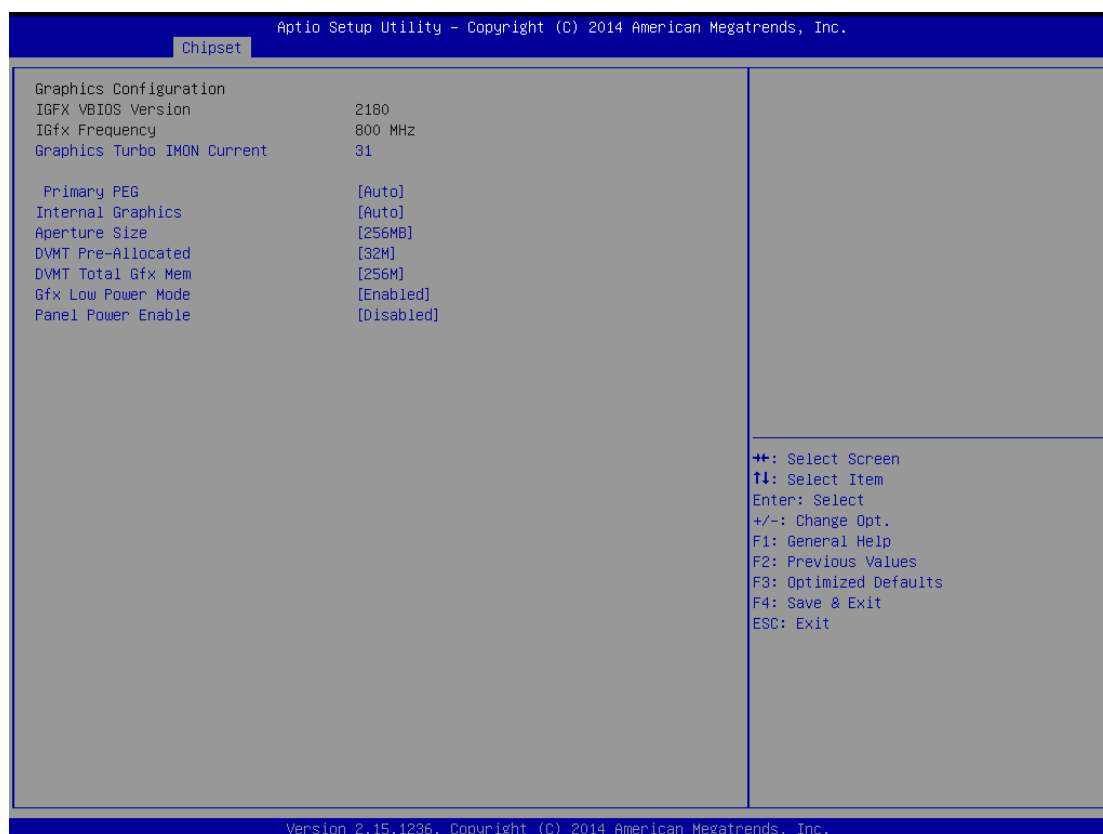 Aptio Setup Utility – Copyright (C) 2014 American Megatrends, Inc.
Chipset
Graphics Configuration
IGFX VBIOS Version 2180
IGfx Frequency 800 MHz
Graphics Turbo IMON Current 31
Primary PEG [Auto]
Internal Graphics [Auto]
Aperture Size [256MB]
DVMT Pre-Allocated [32M]
DVMT Total Gfx Mem [256M]
Gfx Low Power Mode [Enabled]
Panel Power Enable [Disabled]
→←: Select Screen
↑↓: Select Item
Enter: Select
+/-: Change Opt.
F1: General Help
F2: Previous Values
F3: Optimized Defaults
F4: Save & Exit
ESC: Exit
Version 2.15.1236. Copyright (C) 2014 American Megatrends, Inc.